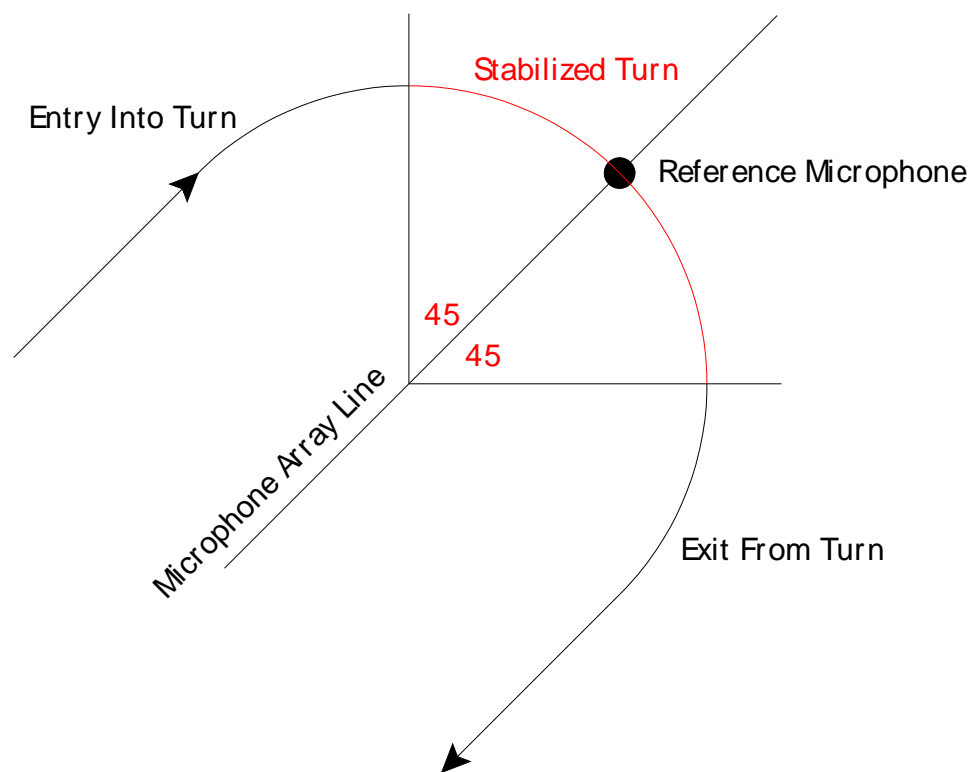 Stabilized Turn
Entry Into Turn
Reference Microphone
45
45
Microphone Array Line
Exit From Turn